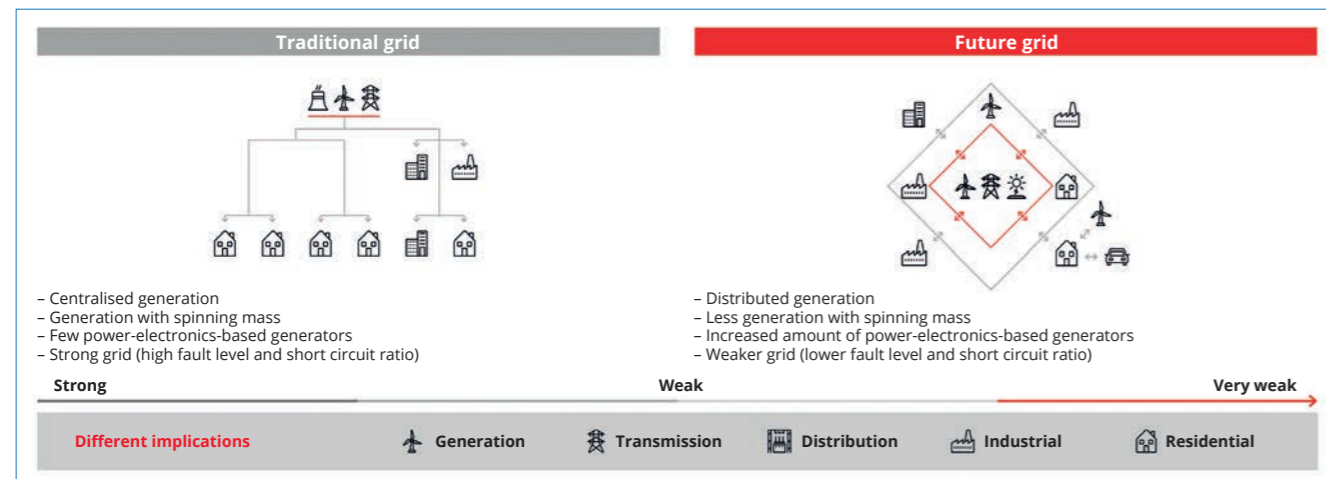 Traditional grid
– Centralised generation
– Generation with spinning mass
– Few power-electronics-based generators
– Strong grid (high fault level and short circuit ratio)
Future grid
– Distributed generation
– Less generation with spinning mass
– Increased amount of power-electronics-based generators
– Weaker grid (lower fault level and short circuit ratio)
Strong Weak Very weak
Different implications Generation Transmission Distribution Industrial Residential